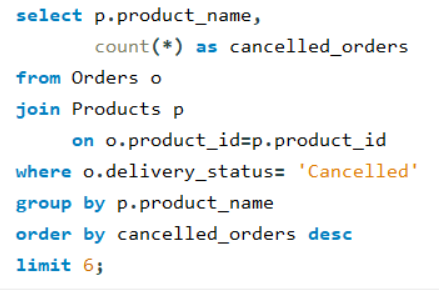 select p.product_name,
count(*) as cancelled_orders
from Orders o
join Products p
on o.product_id=p.product_id
where o.delivery_status= 'Cancelled'
group by p.product_name
order by cancelled_orders desc
limit 6;